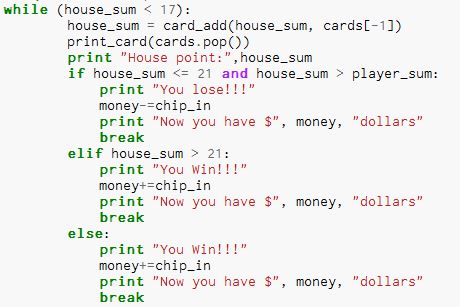 while (house_sum < 17):
house_sum = card_add(house_sum, cards[-1])
print_card(cards.pop())
print "House point:",house_sum
if house_sum <= 21 and house_sum > player_sum:
print "You lose!!!"
money-=chip_in
print "Now you have $", money, "dollars"
break
elif house_sum > 21:
print "You Win!!!"
money+=chip_in
print "Now you have $", money, "dollars"
break
else:
print "You Win!!!"
money+=chip_in
print "Now you have $", money, "dollars"
break